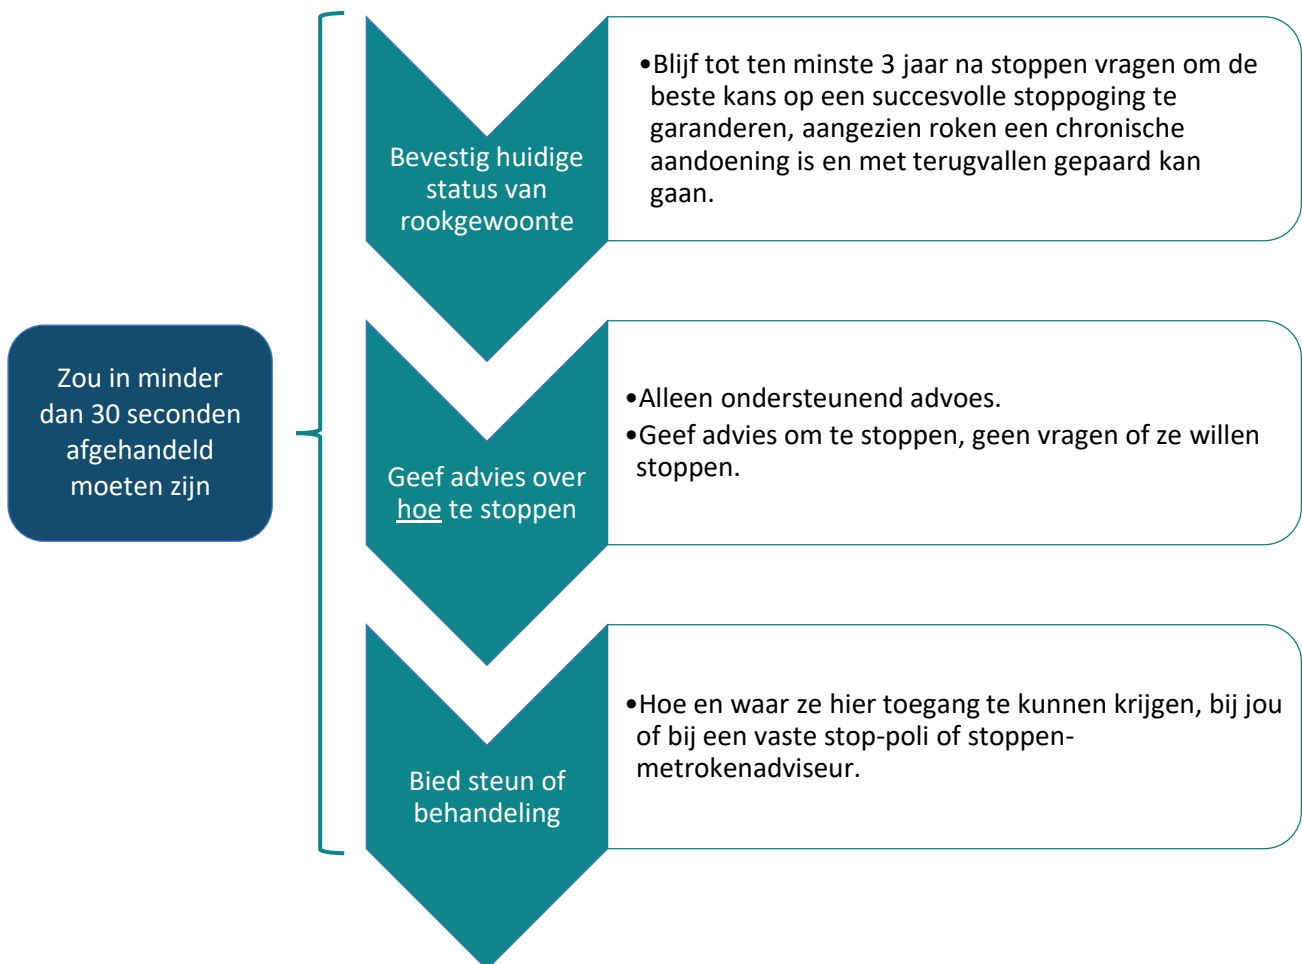 Zou in minder
dan 30 seconden
afgehandeld
moeten zijn
Bevestig huidige
status van
rookgewoonte
•Blijf tot ten minste 3 jaar na stoppen vragen om de
beste kans op een succesvolle stoppoging te
garanderen, aangezien roken een chronische
aandoening is en met terugvallen gepaard kan
gaan.
Geef advies over
hoe te stoppen
•Alleen ondersteunend advoes.
•Geef advies om te stoppen, geen vragen of ze willen
stoppen.
Bied steun of
behandeling
•Hoe en waar ze hier toegang te kunnen krijgen, bij jou
of bij een vaste stop-poli of stoppen-
metrokenadviseur.